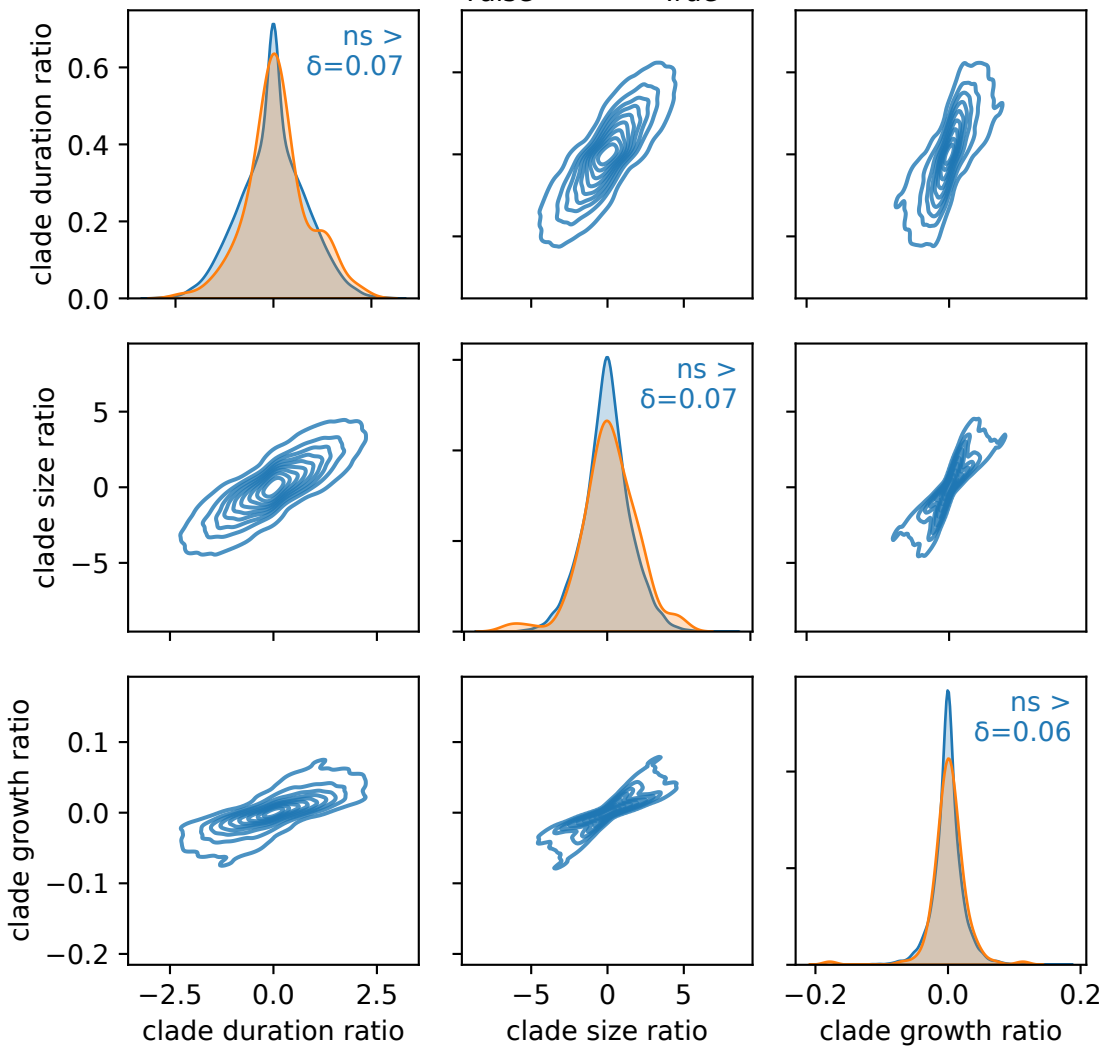 clade duration ratio
0.6
0.4
0.2
0.0
ns >
δ=0.07
clade size ratio
5
0
−5
ns >
δ=0.07
clade growth ratio
0.1
0.0
−0.1
−0.2
ns >
δ=0.06
−2.5 0.0 2.5
−5 0 5
−0.2 0.0 0.2
clade duration ratio
clade size ratio
clade growth ratio